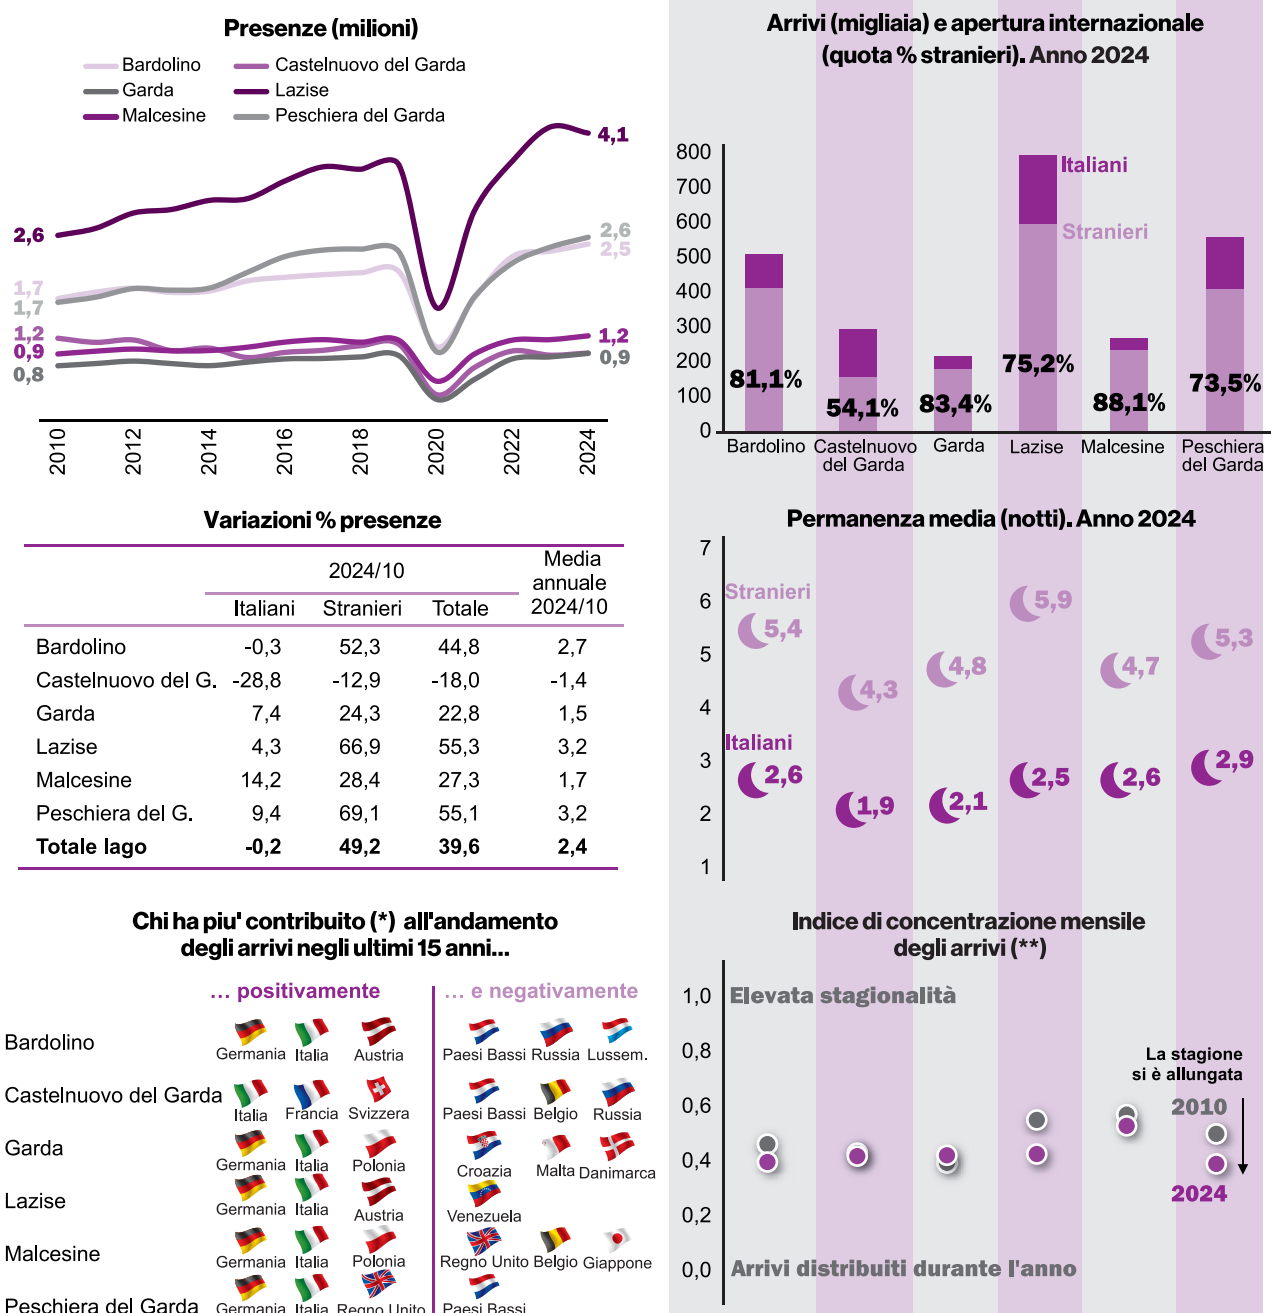 Presenze (milioni)
Bardolino
Castelnuovo del Garda
Garda
Lazise
Malcesine
Peschiera del Garda
4,1
2,6
2,6
2,5
1,7
1,7
1,2
0,9
0,8
1,2
0,9
2010 2012 2014 2016 2018 2020 2022 2024
Arrivi (migliaia) e apertura internazionale
(quota % stranieri). Anno 2024
800
700
600
500
400
300
200
100
0
Italiani
Stranieri
81,1%
54,1%
83,4%
75,2%
88,1%
73,5%
Bardolino
Castelnuovo
del Garda
Garda
Lazise
Malcesine
Peschiera
del Garda
Variazioni % presenze
2024/10
Media
annuale
2024/10
Italiani Stranieri Totale
Bardolino -0,3 52,3 44,8 2,7
Castelnuovo del G. -28,8 -12,9 -18,0 -1,4
Garda 7,4 24,3 22,8 1,5
Lazise 4,3 66,9 55,3 3,2
Malcesine 14,2 28,4 27,3 1,7
Peschiera del G. 9,4 69,1 55,1 3,2
Totale lago -0,2 49,2 39,6 2,4
Permanenza media (notti). Anno 2024
7
6
5
4
3
2
1
Stranieri
5,4
4,3
4,8
5,9
4,7
5,3
Italiani
2,6
1,9
2,1
2,5
2,6
2,9
Chi ha piu' contribuito (*) all'andamento
degli arrivi negli ultimi 15 anni...
... positivamente
... e negativamente
Bardolino
Germania Italia Austria
Paesi Bassi Russia Lussem.
Castelnuovo del Garda
Italia Francia Svizzera
Paesi Bassi Belgio Russia
Garda
Germania Italia Polonia
Croazia Malta Danimarca
Lazise
Germania Italia Austria
Venezuela
Malcesine
Germania Italia Polonia
Regno Unito Belgio Giappone
Peschiera del Garda
Germania Italia Regno Unito
Paesi Bassi
Indice di concentrazione mensile
degli arrivi (**)
1,0
0,8
0,6
0,4
0,2
0,0
Elevata stagionalità
La stagione
si è allungata
2010
2024
Arrivi distribuiti durante l'anno